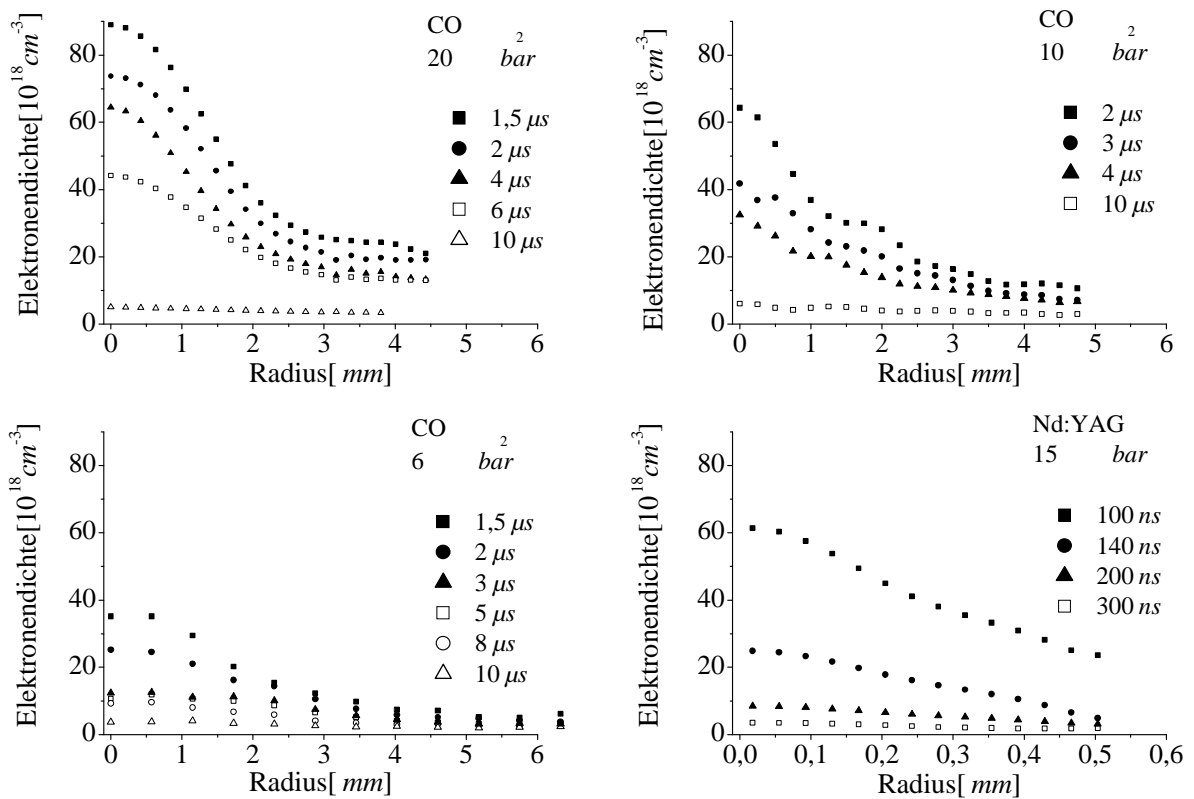 CO
2
20 bar
Elektronendichte[10^18 cm^-3]
80
60
40
20
0
1,5 µs
2 µs
4 µs
6 µs
10 µs
0 1 2 3 4 5 6
Radius[ mm]
CO
2
10 bar
Elektronendichte[10^18 cm^-3]
80
60
40
20
0
2 µs
3 µs
4 µs
10 µs
0 1 2 3 4 5 6
Radius[ mm]
CO
2
6 bar
Elektronendichte[10^18 cm^-3]
80
60
40
20
0
1,5 µs
2 µs
3 µs
5 µs
8 µs
10 µs
0 1 2 3 4 5 6
Radius[ mm]
Nd:YAG
15 bar
Elektronendichte[10^18 cm^-3]
80
60
40
20
0
100 ns
140 ns
200 ns
300 ns
0,0 0,1 0,2 0,3 0,4 0,5 0,6
Radius[ mm]